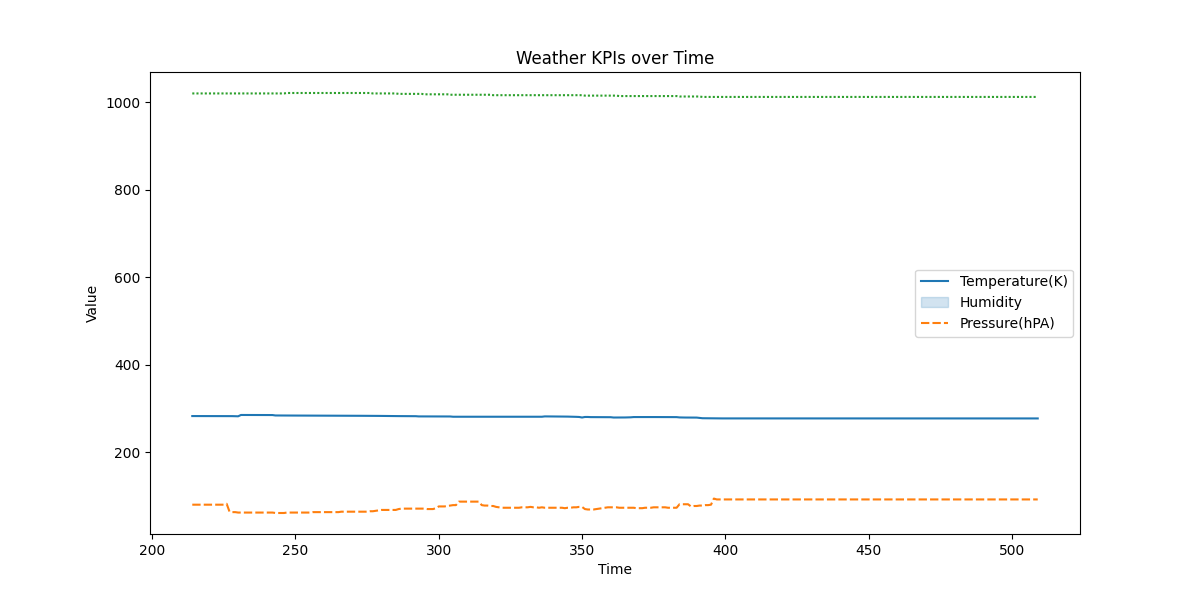 Weather KPIs over Time
1000
800
600
400
200
Value
Temperature(K)
Humidity
Pressure(hPA)
200 250 300 350 400 450 500
Time